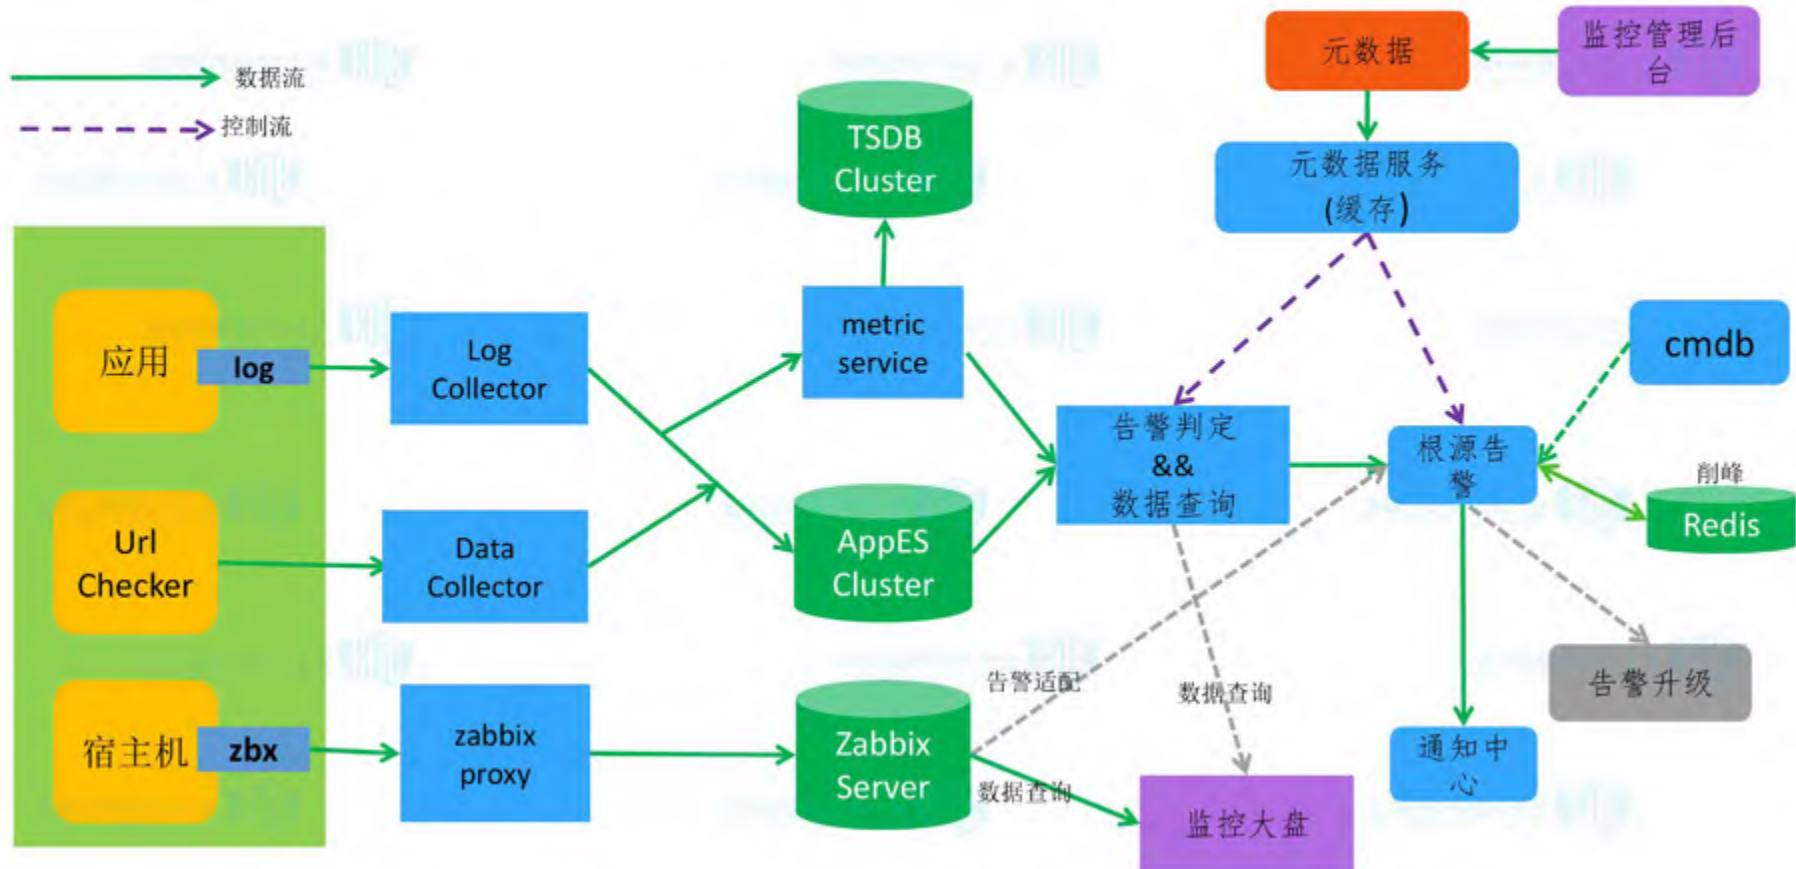 数据流
控制流
元数据
监控管理后
台
元数据服务
(缓存)
TSDB
Cluster
应用
log
Log
Collector
metric
service
cmdb
告警判定
&&
数据查询
根源告
警
削峰
Redis
Url
Checker
Data
Collector
AppES
Cluster
告警适配
数据查询
告警升级
宿主机
zbx
zabbix
proxy
Zabbix
Server
数据查询
监控大盘
通知中
心